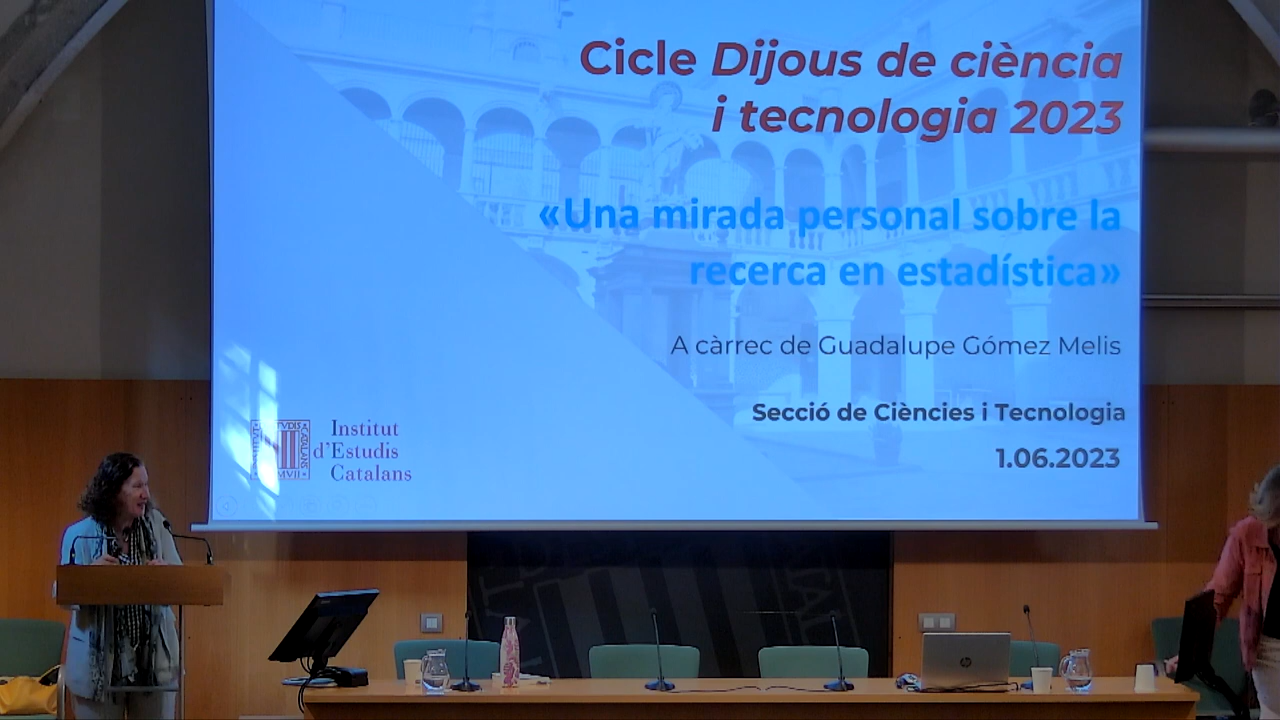 Cicle Dijous de ciència
i tecnologia 2023
«Una mirada personal sobre la
recerca en estadística»
A càrrec de Guadalupe Gómez Melis
Secció de Ciències i Tecnologia
1.06.2023
Institut
d'Estudis
Catalans
hp